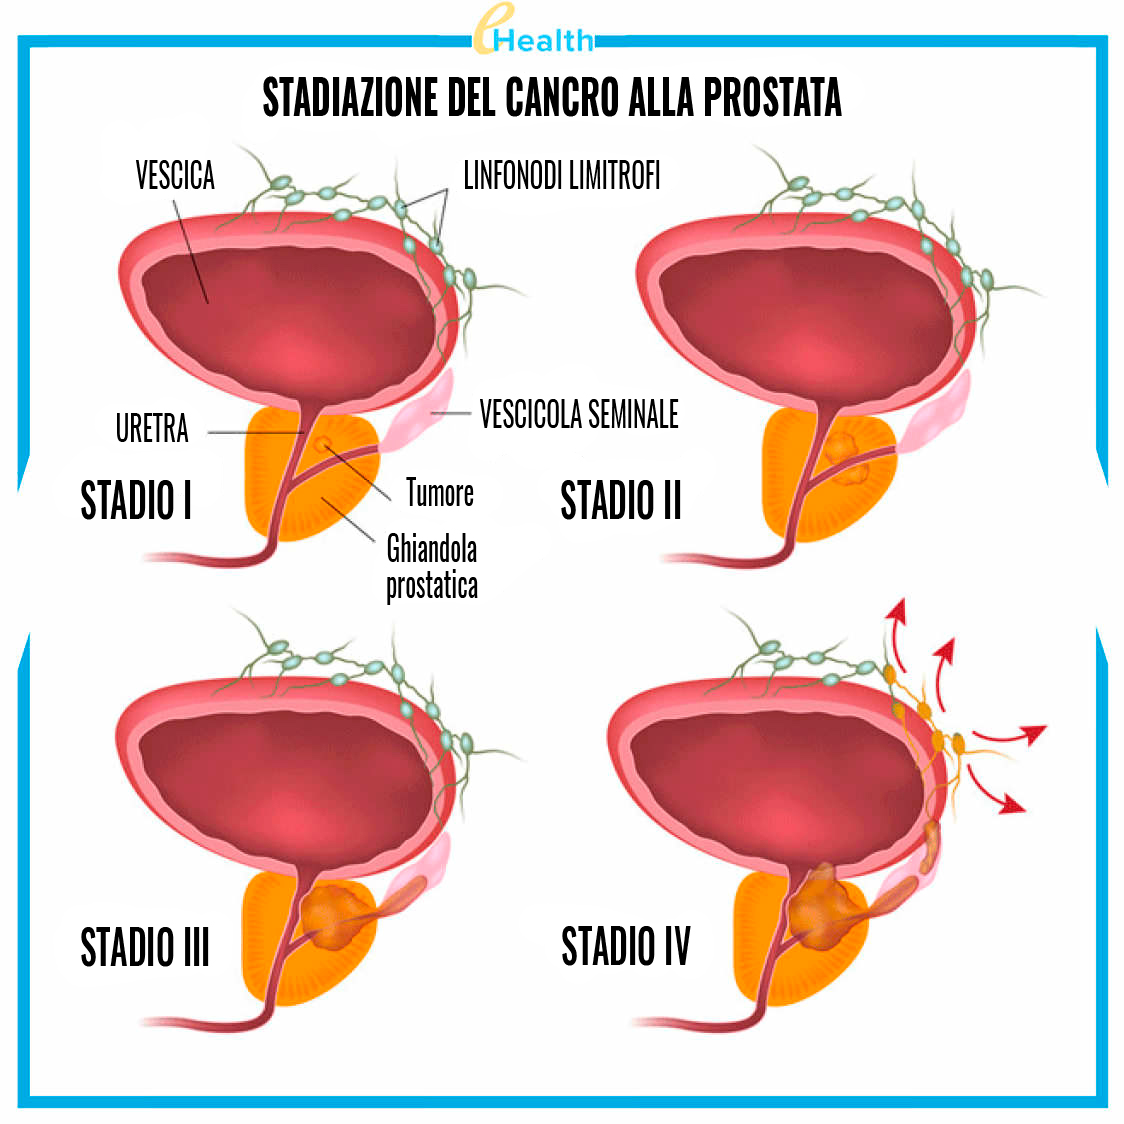 eHealth
STADIAZIONE DEL CANCRO ALLA PROSTATA
VESCICA
LINFONODI LIMITROFI
URETRA
VESCICOLA SEMINALE
STADIO I
Tumore
Ghiandola
prostatica
STADIO II
STADIO III
STADIO IV